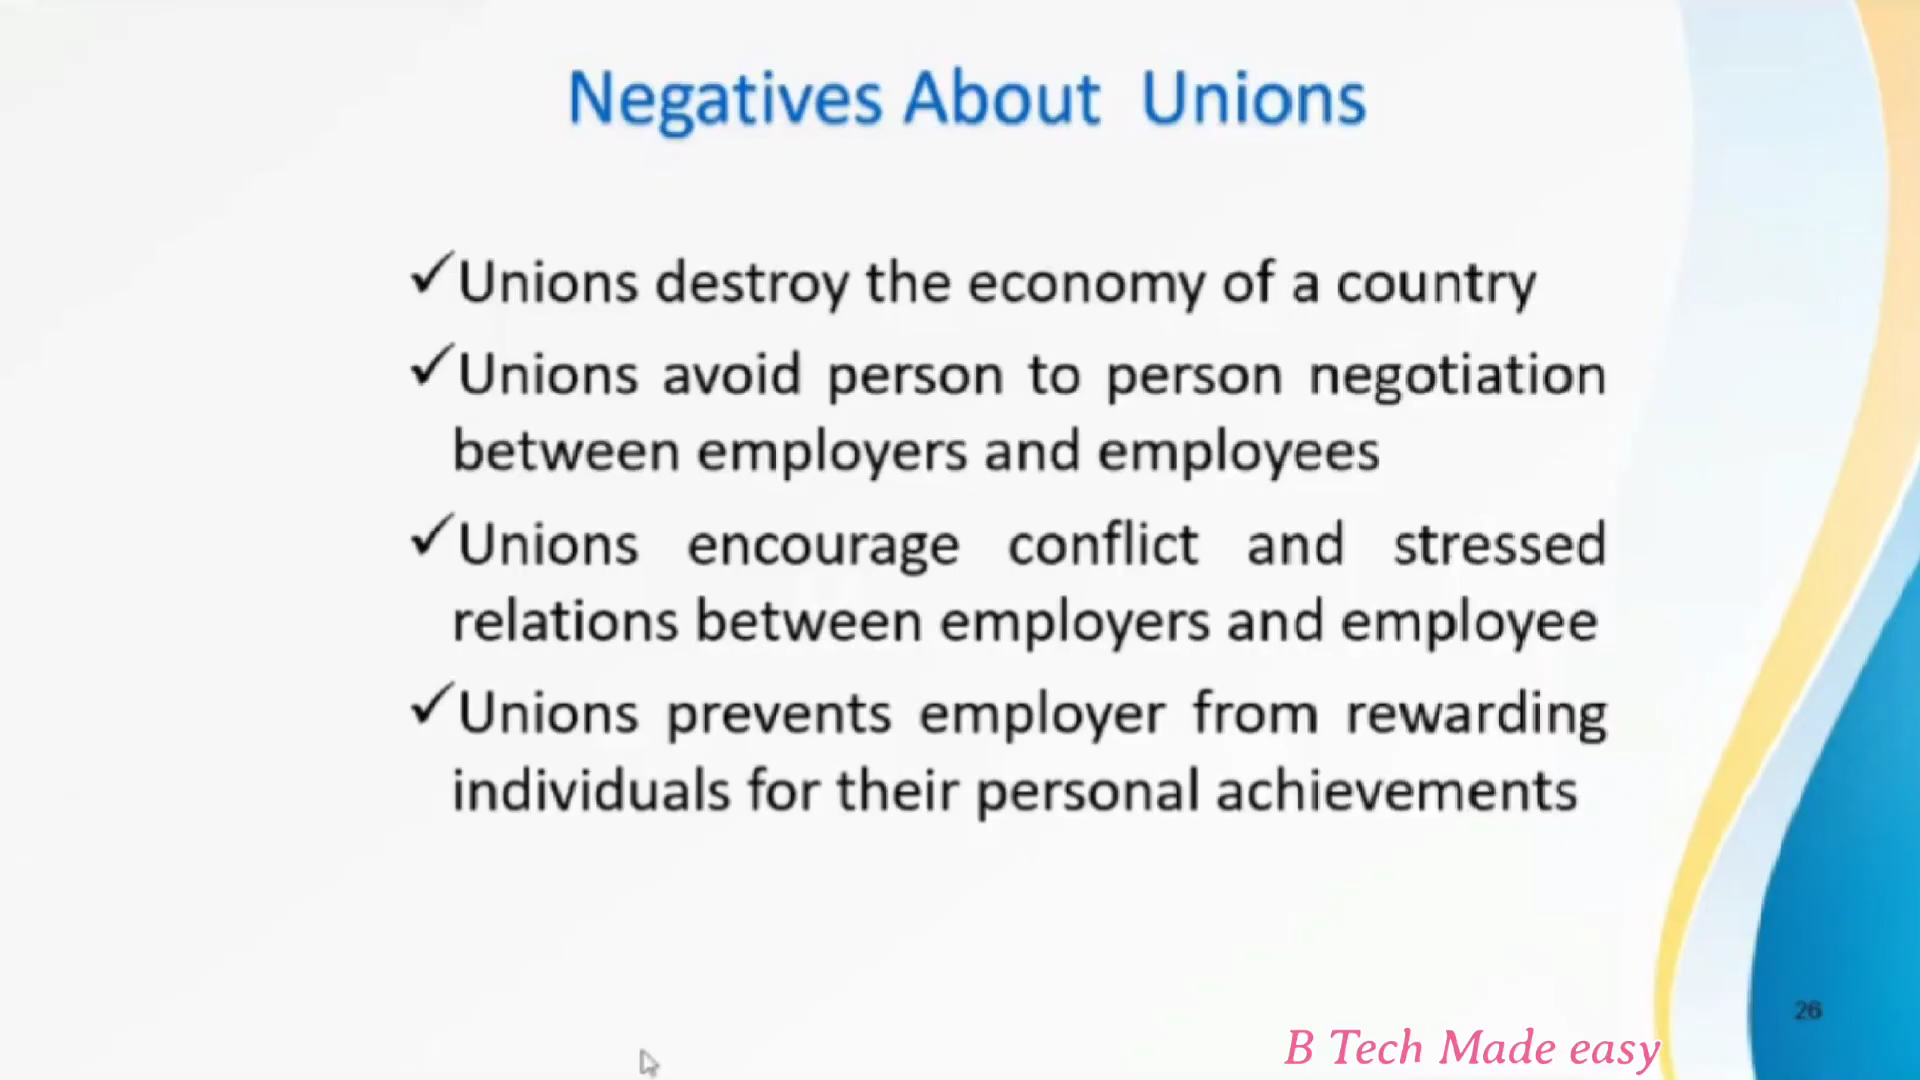 Negatives About Unions
✓Unions destroy the economy of a country
✓Unions avoid person to person negotiation
between employers and employees
✓Unions encourage conflict and stressed
relations between employers and employee
✓Unions prevents employer from rewarding
individuals for their personal achievements
26
B Tech Made easy